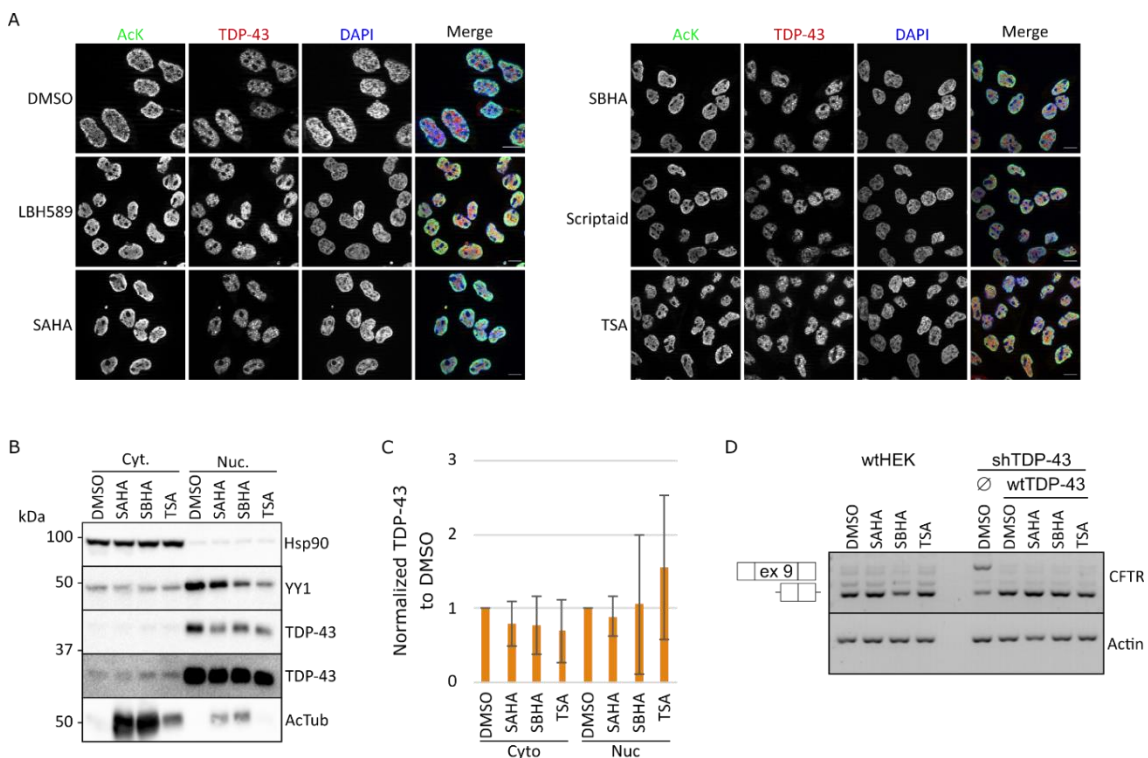 A
AcK TDP-43 DAPI Merge
DMSO
LBH589
SAHA
AcK TDP-43 DAPI Merge
SBHA
Scriptaid
TSA
B
Cyt. Nuc.
DMSO SAHA SBHA TSA DMSO SAHA SBHA TSA
kDa
100 Hsp90
50 YY1
TDP-43
37
TDP-43
50 AcTub
C
Normalized TDP-43
to DMSO
3
2
1
0
DMSO SAHA SBHA TSA DMSO SAHA SBHA TSA
Cyto Nuc
D
wtHEK shTDP-43
∅ wtTDP-43
DMSO SAHA SBHA TSA DMSO DMSO SAHA SBHA TSA
ex 9 CFTR
Actin